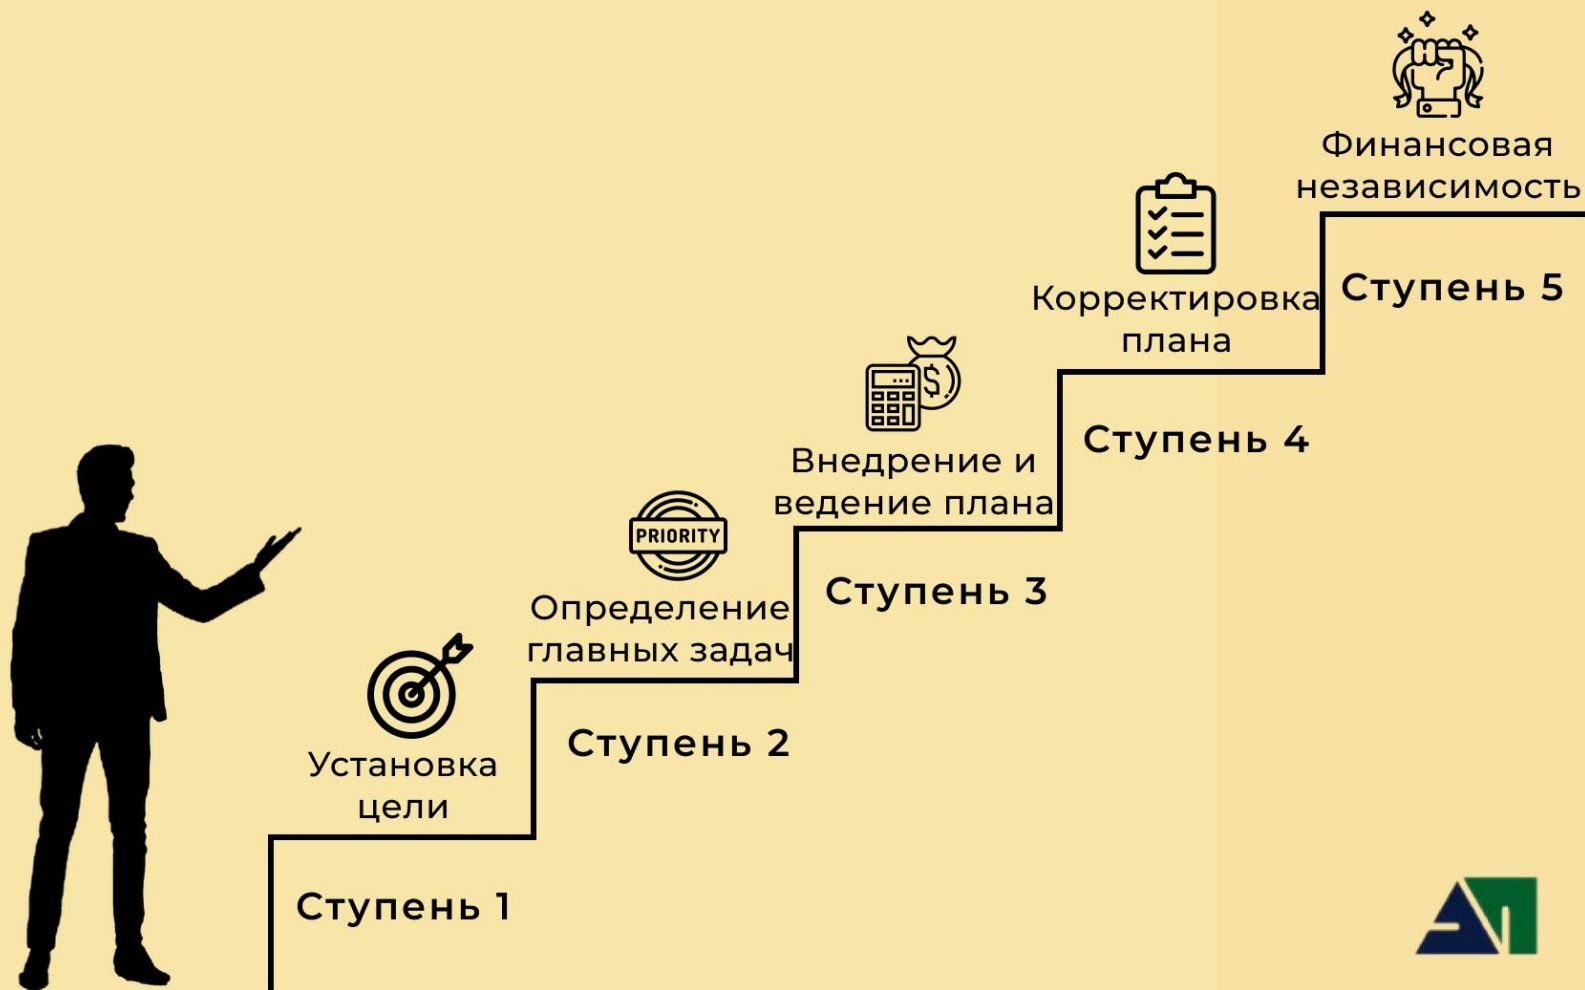 Финансовая
независимость
Ступень 5
Корректировка
плана
Ступень 4
Внедрение и
ведение плана
Ступень 3
PRIORITY
Определение
главных задач
Ступень 2
Установка
цели
Ступень 1